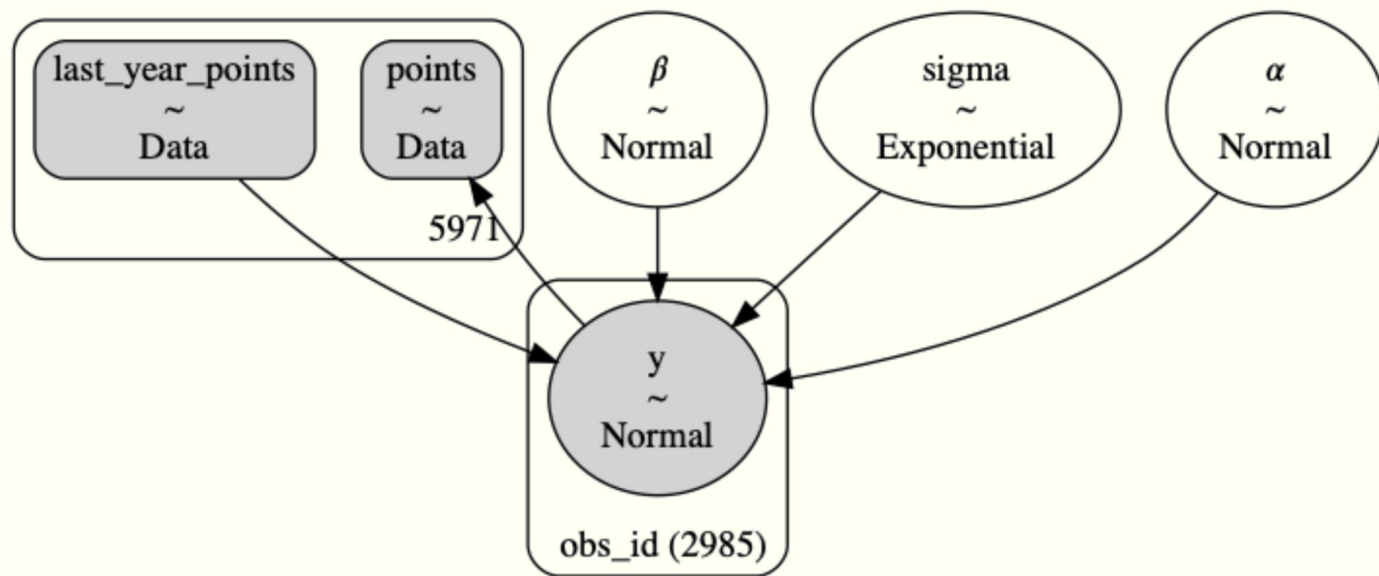 last_year_points
~
Data
points
~
Data
5971
β
~
Normal
sigma
~
Exponential
α
~
Normal
y
~
Normal
obs_id (2985)